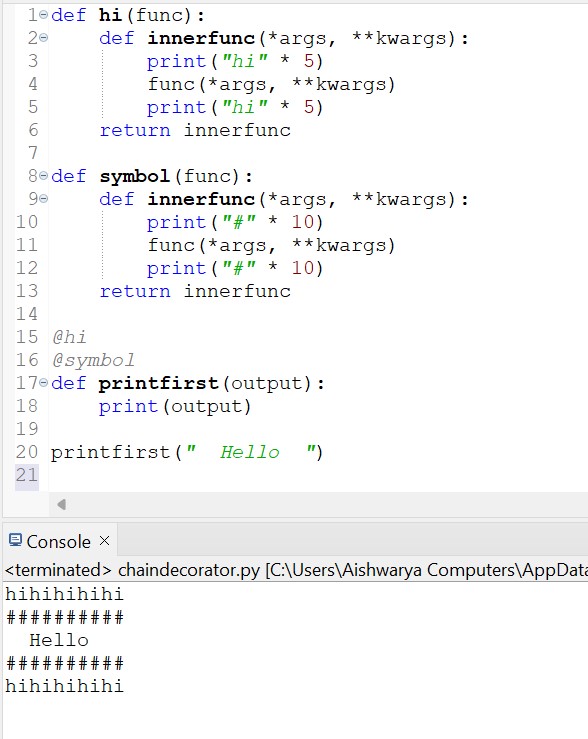 1 def hi(func):
2     def innerfunc(*args, **kwargs):
3         print("hi" * 5)
4         func(*args, **kwargs)
5         print("hi" * 5)
6     return innerfunc
7
8 def symbol(func):
9     def innerfunc(*args, **kwargs):
10         print("#" * 10)
11         func(*args, **kwargs)
12         print("#" * 10)
13     return innerfunc
14
15 @hi
16 @symbol
17 def printfirst(output):
18     print(output)
19
20 printfirst("  Hello  ")
21
Console ×
<terminated> chaindecorator.py [C:\Users\Aishwarya Computers\AppData
hihihihihi
##########
  Hello
##########
hihihihihi